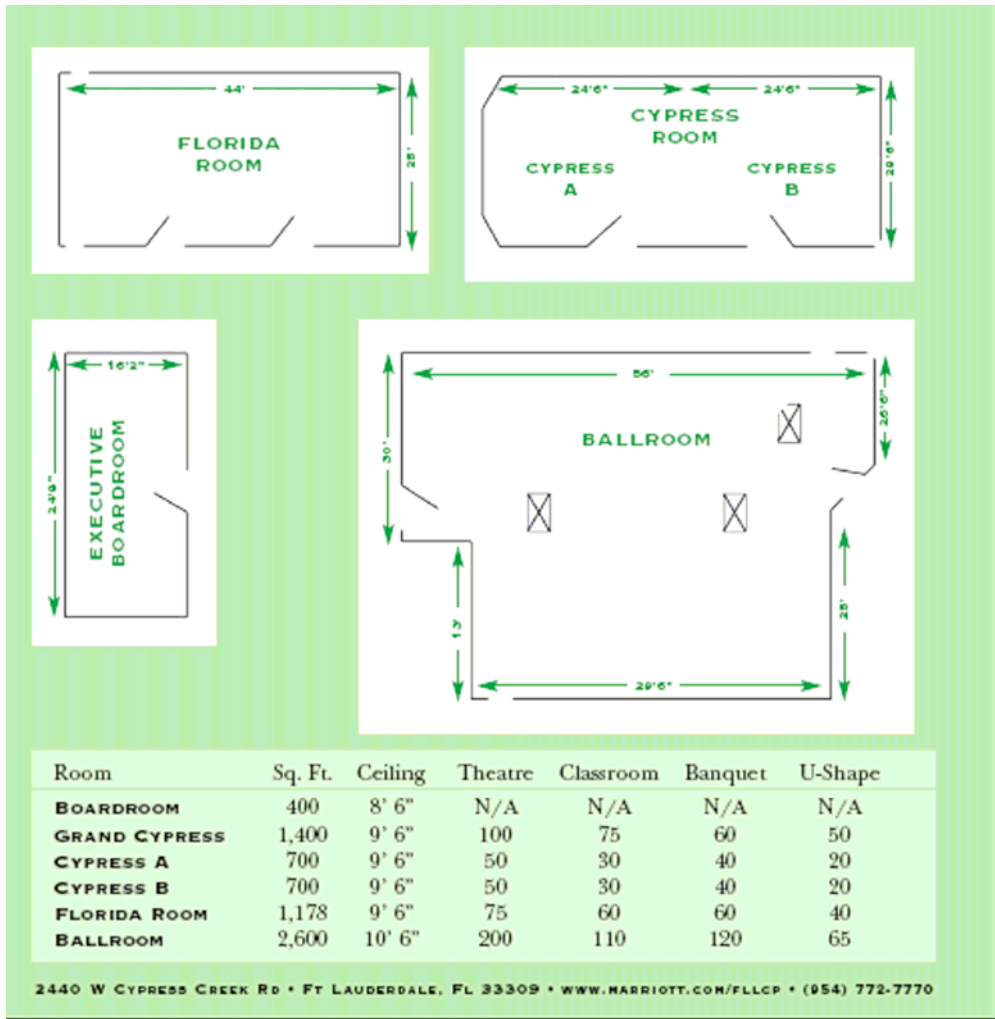 44'
FLORIDA
ROOM
24'6"
24'6"
CYPRESS
ROOM
CYPRESS
A
CYPRESS
B
29'6"
16'2"
EXECUTIVE
BOARDROOM
56'
BALLROOM
30'
26'6"
13'
29'6"
Room Sq. Ft. Ceiling Theatre Classroom Banquet U-Shape
BOARDROOM 400 8' 6” N/A N/A N/A N/A
GRAND CYPRESS 1,400 9' 6” 100 75 60 50
CYPRESS A 700 9' 6” 50 30 40 20
CYPRESS B 700 9' 6” 50 30 40 20
FLORIDA ROOM 1,178 9' 6” 75 60 60 40
BALLROOM 2,600 10' 6” 200 110 120 65
2440 W CYPRESS CREEK RD • FT LAUDERDALE, FL 33309 • WWW.MARRIOTT.COM/FLLCP • (954) 772-7770